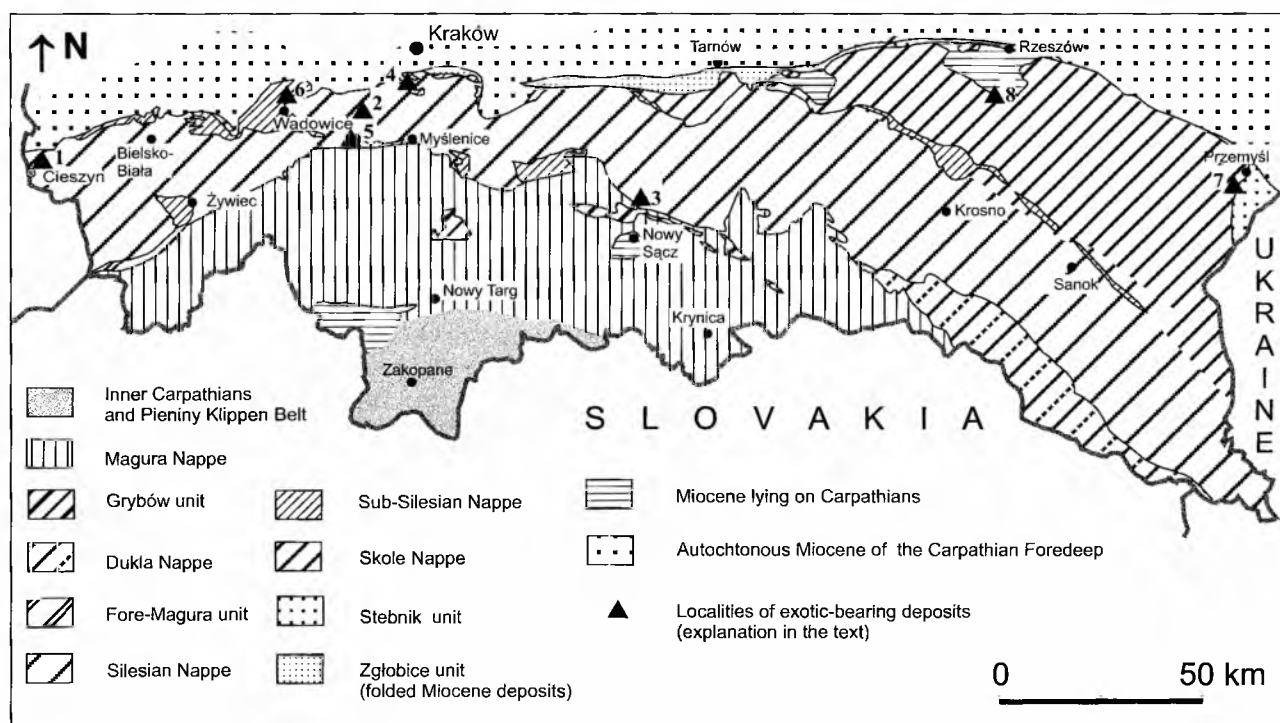 N
Kraków
Tarnów
Rzeszów
4
6
2
8
Wadowice
5
Myślenice
1
Bielsko-
Biała
Cieszyn
Przemyśl
7
Żywiec
3
Krosno
Nowy
Sącz
Sanok
Nowy Targ
Krynica
Zakopane
UKRAINE
SLOVAKIA
Inner Carpathians
and Pieniny Klippen Belt
Magura Nappe
Grybów unit
Dukla Nappe
Fore-Magura unit
Silesian Nappe
Sub-Silesian Nappe
Skole Nappe
Stebnik unit
Zgłobice unit
(folded Miocene deposits)
Miocene lying on Carpathians
Autochtonous Miocene of the Carpathian Foredeep
Localities of exotic-bearing deposits
(explanation in the text)
0 50 km